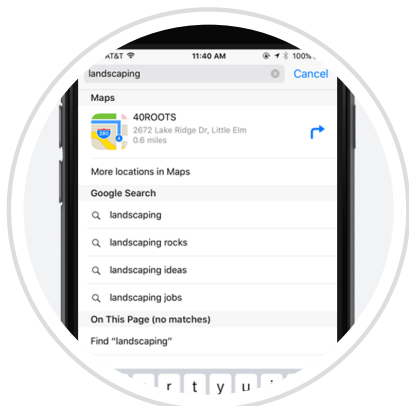 AT&T 11:40 AM 100%
landscaping Cancel
Maps
40ROOTS
2672 Lake Ridge Dr, Little Elm
0.6 miles
280
More locations in Maps
Google Search
landscaping
landscaping rocks
landscaping ideas
landscaping jobs
On This Page (no matches)
Find "landscaping"
r t y u